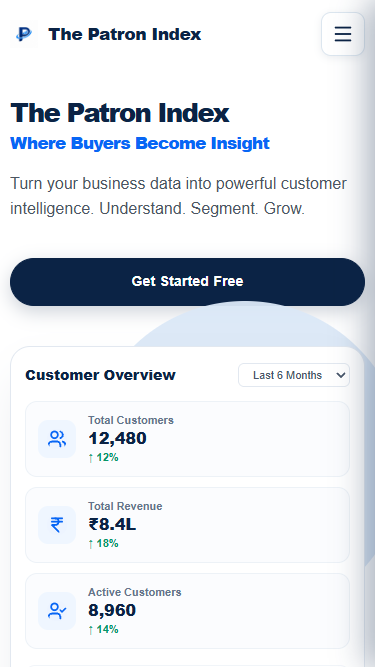 The Patron Index
The Patron Index
Where Buyers Become Insight
Turn your business data into powerful customer
intelligence. Understand. Segment. Grow.
Get Started Free
Customer Overview
Last 6 Months
Total Customers
12,480
↑ 12%
Total Revenue
₹8.4L
↑ 18%
Active Customers
8,960
↑ 14%